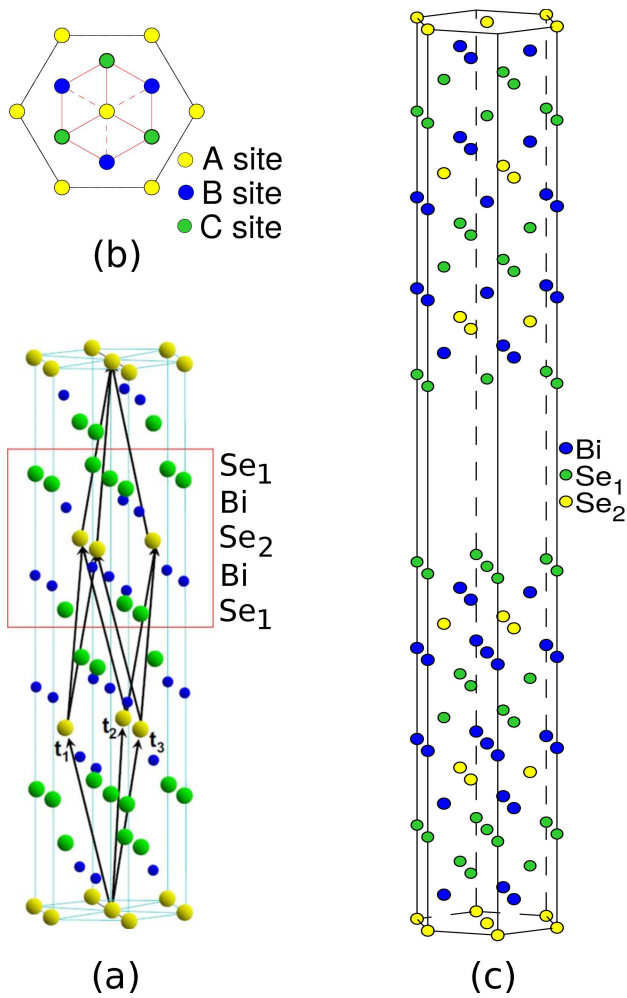 A site
B site
C site
(b)
Se1
Bi
Se2
Bi
Se1
t1
t2
t3
(a)
Bi
Se1
Se2
(c)